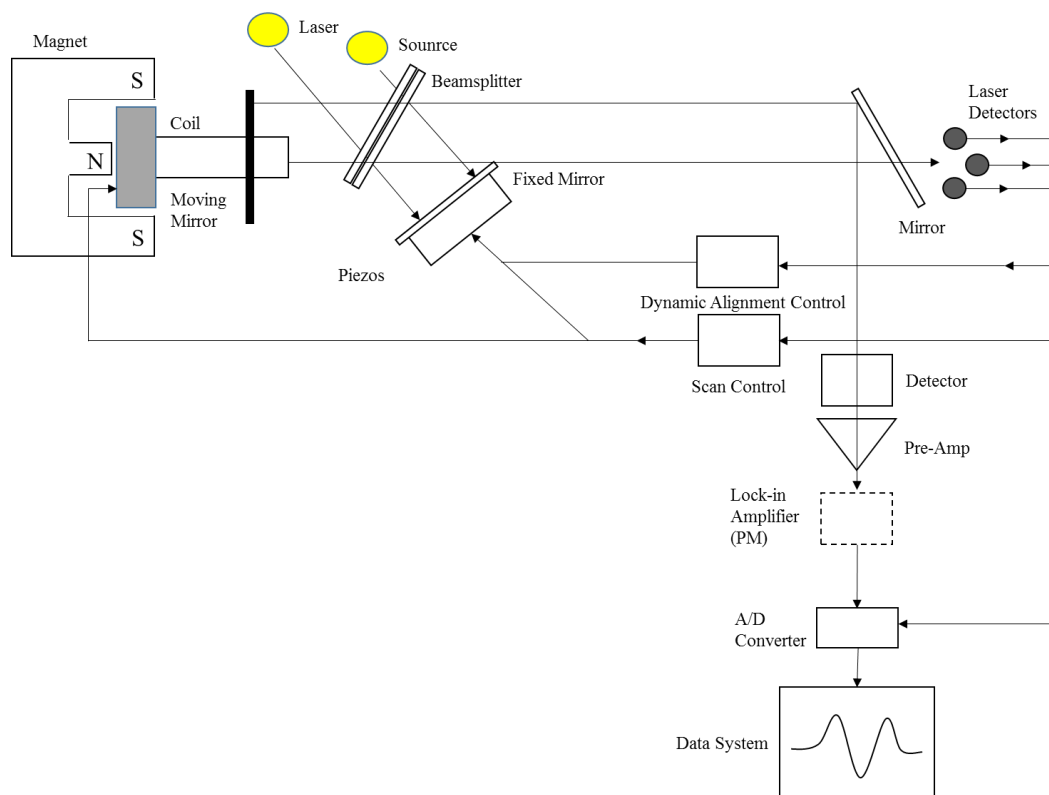 Laser
Sounrce
Magnet
S
Beamsplitter
Laser
Detectors
Coil
N
Fixed Mirror
Moving
Mirror
S
Mirror
Piezos
Dynamic Alignment Control
Scan Control
Detector
Pre-Amp
Lock-in
Amplifier
(PM)
A/D
Converter
Data System